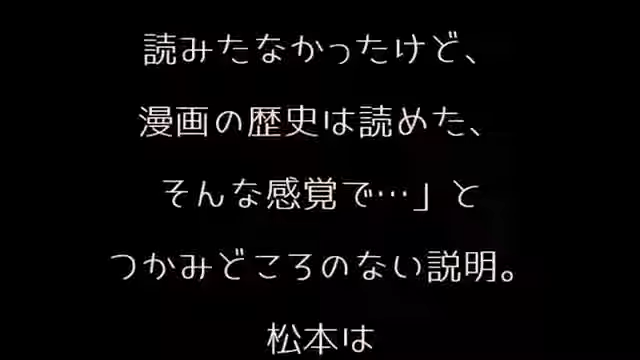 読みたなかったけど、
漫画の歴史は読めた、
そんな感覚で…」と
つかみどころのない説明。
松本は